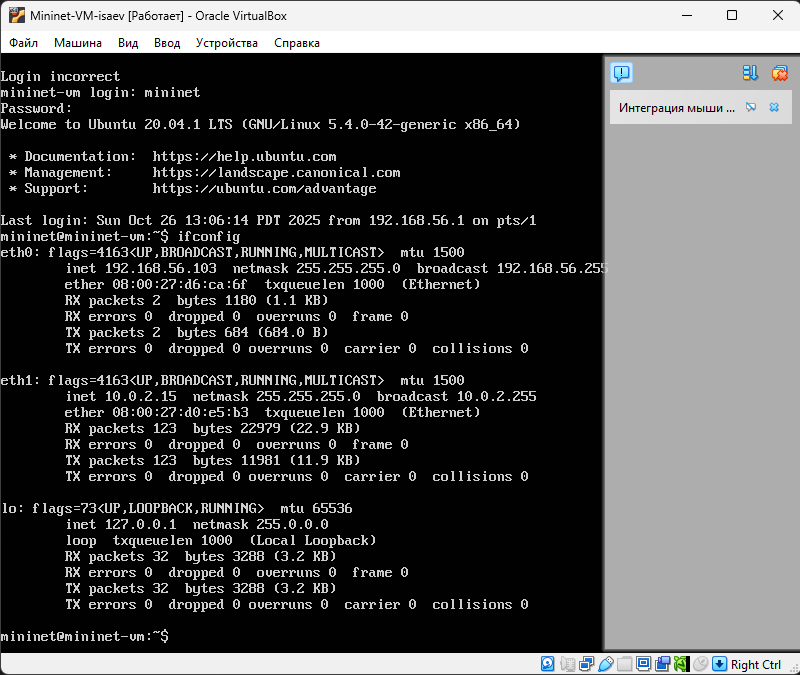 Mininet-VM-isaev [Работает] - Oracle VirtualBox
Файл Машина Вид Ввод Устройства Справка
Login incorrect
mininet-vm login: mininet
Password:
Welcome to Ubuntu 20.04.1 LTS (GNU/Linux 5.4.0-42-generic x86_64)
* Documentation:  https://help.ubuntu.com
* Management:     https://landscape.canonical.com
* Support:        https://ubuntu.com/advantage
Last login: Sun Oct 26 13:06:14 PDT 2025 from 192.168.56.1 on pts/1
mininet@mininet-vm:~$ ifconfig
eth0: flags=4163<UP,BROADCAST,RUNNING,MULTICAST>  mtu 1500
inet 192.168.56.103  netmask 255.255.255.0  broadcast 192.168.56.255
ether 08:00:27:d6:ca:6f  txqueuelen 1000  (Ethernet)
RX packets 2  bytes 1180 (1.1 KB)
RX errors 0  dropped 0  overruns 0  frame 0
TX packets 2  bytes 684 (684.0 B)
TX errors 0  dropped 0 overruns 0  carrier 0  collisions 0
eth1: flags=4163<UP,BROADCAST,RUNNING,MULTICAST>  mtu 1500
inet 10.0.2.15  netmask 255.255.255.0  broadcast 10.0.2.255
ether 08:00:27:d0:e5:b3  txqueuelen 1000  (Ethernet)
RX packets 123  bytes 22979 (22.9 KB)
RX errors 0  dropped 0  overruns 0  frame 0
TX packets 123  bytes 11981 (11.9 KB)
TX errors 0  dropped 0 overruns 0  carrier 0  collisions 0
lo: flags=73<UP,LOOPBACK,RUNNING>  mtu 65536
inet 127.0.0.1  netmask 255.0.0.0
loop  txqueuelen 1000  (Local Loopback)
RX packets 32  bytes 3288 (3.2 KB)
RX errors 0  dropped 0  overruns 0  frame 0
TX packets 32  bytes 3288 (3.2 KB)
TX errors 0  dropped 0 overruns 0  carrier 0  collisions 0
mininet@mininet-vm:~$
Интеграция мыши ...
Right Ctrl